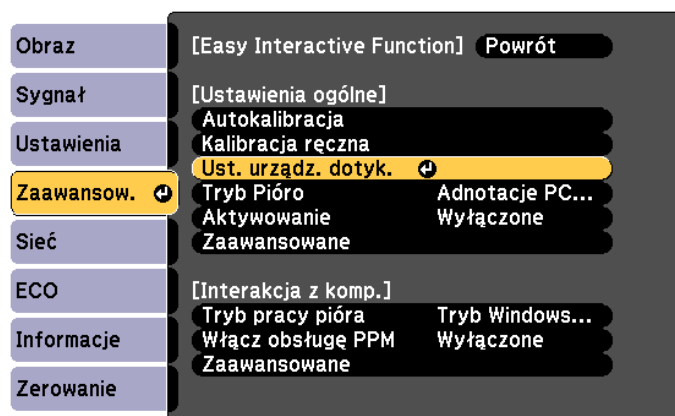 Obraz
Sygnał
Ustawienia
Zaawansow.
Sieć
ECO
Informacje
Zerowanie
[Easy Interactive Function] Powrót
[Ustawienia ogólne]
Autokalibracja
Kalibracja ręczna
Ust. urządz. dotyk.
Tryb Pióro Adnotacje PC...
Aktywowanie Wyłączone
Zaawansowane
[Interakcja z komp.]
Tryb pracy pióra Tryb Windows...
Włącz obsługę PPM Wyłączone
Zaawansowane